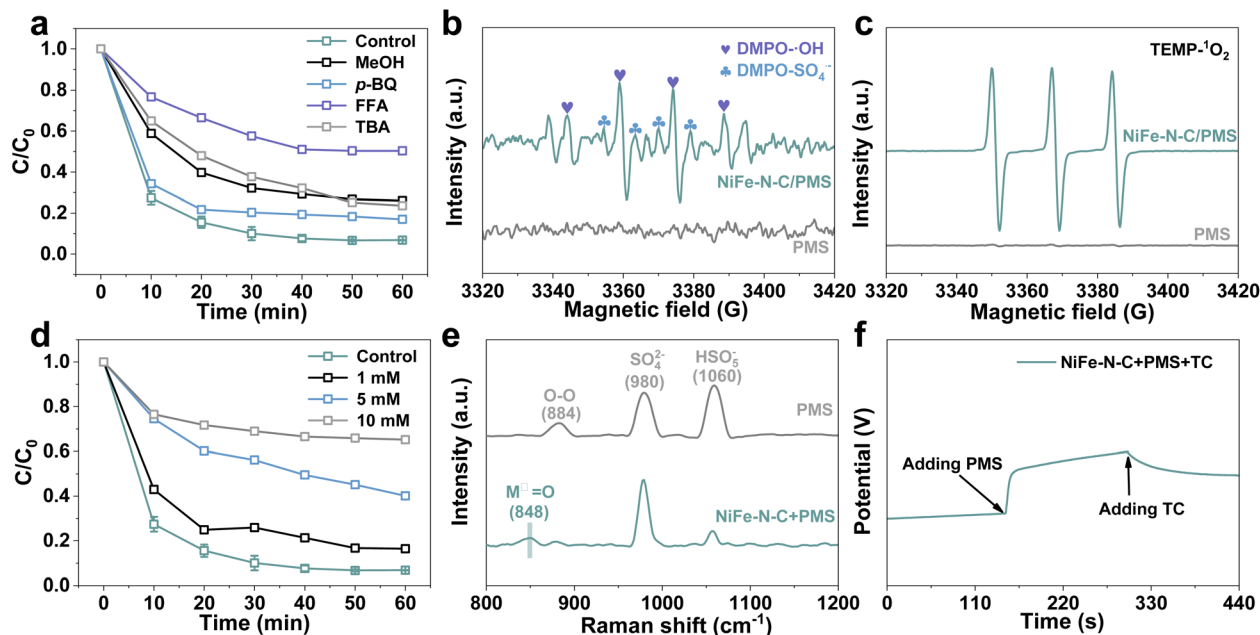 a
C/C₀
1.0
0.8
0.6
0.4
0.2
0.0
Control
MeOH
p-BQ
FFA
TBA
0 10 20 30 40 50 60
Time (min)
b
Intensity (a.u.)
♥ DMPO-·OH
♣ DMPO-SO₄·⁻
NiFe-N-C/PMS
PMS
3320 3340 3360 3380 3400 3420
Magnetic field (G)
c
Intensity (a.u.)
TEMP-¹O₂
NiFe-N-C/PMS
PMS
3320 3340 3360 3380 3400 3420
Magnetic field (G)
d
C/C₀
1.0
0.8
0.6
0.4
0.2
0.0
Control
1 mM
5 mM
10 mM
0 10 20 30 40 50 60
Time (min)
e
Intensity (a.u.)
O-O
(884)
SO₄²⁻
(980)
HSO₅⁻
(1060)
PMS
M□=O
(848)
NiFe-N-C+PMS
800 900 1000 1100 1200
Raman shift (cm⁻¹)
f
Potential (V)
NiFe-N-C+PMS+TC
Adding PMS
Adding TC
0 110 220 330 440
Time (s)